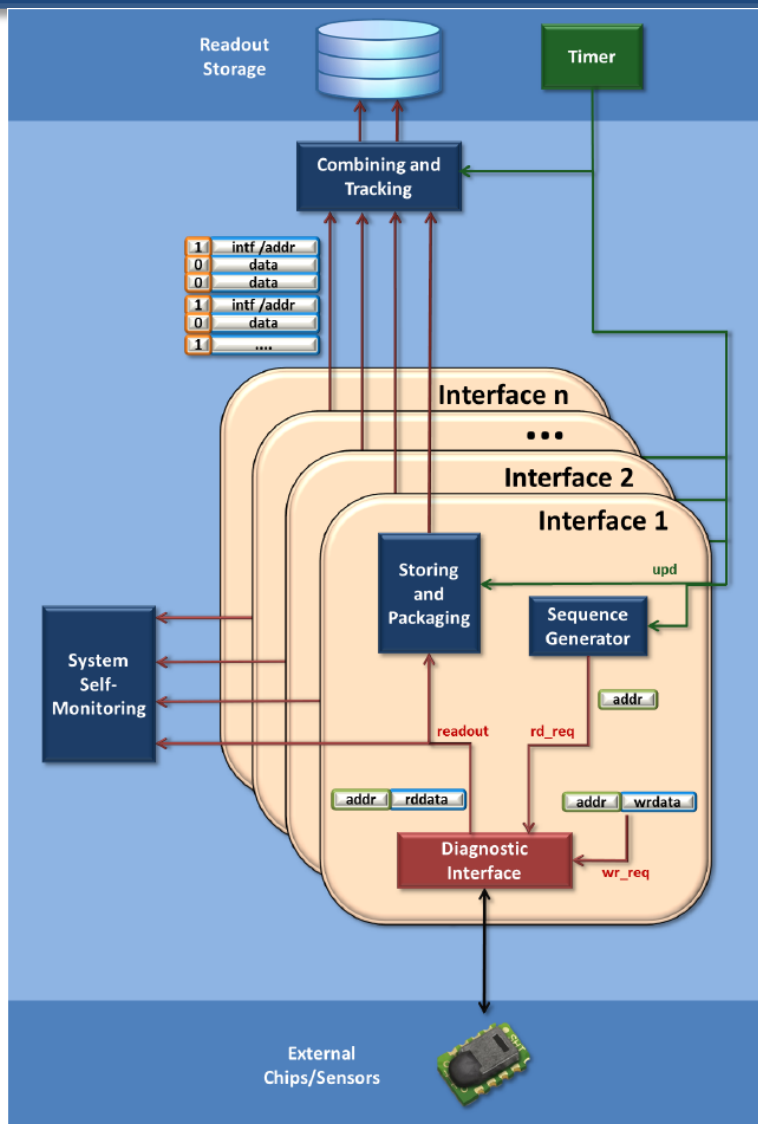 Readout
Storage
Timer
Combining and
Tracking
1 intf /addr
0 data
0 data
1 intf /addr
0 data
1 ....
Interface n
...
Interface 2
Interface 1
Storing
and
Packaging
upd
Sequence
Generator
System
Self-
Monitoring
addr
readout
rd_req
addr rddata
addr wrdata
Diagnostic
Interface
wr_req
External
Chips/Sensors